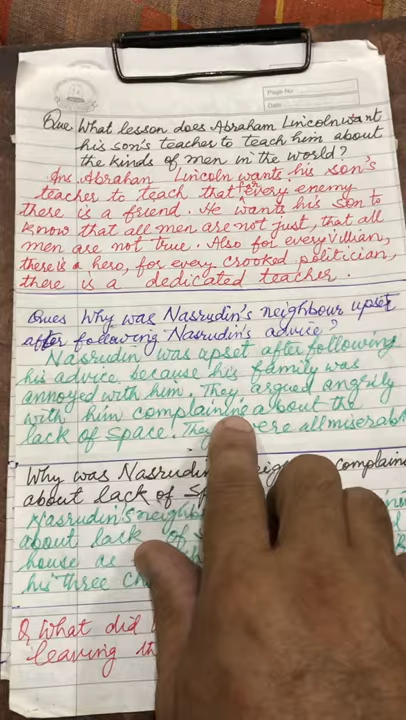 Page No
Date
Que What lesson does Abraham Lincoln want
his son's teacher to teach him about
the kinds of men in the world?
Ans Abraham Lincoln wants his son's
teacher to teach that for every enemy
there is a friend. He wants his son to
know that all men are not just, that all
men are not true. Also for every villian,
there is a hero, for every crooked politician,
there is a dedicated teacher.
Ques Why was Nasrudin's neighbour upset
after following Nasrudin's advice?
Nasrudin was upset after following
his advice because his family was
annoyed with him. They argued angrily
with him complaining about the
lack of space. They were all
Why was Nasrudin
about lack of
Nasrudin's
about lack of
house as
his three
Q What did
leaving